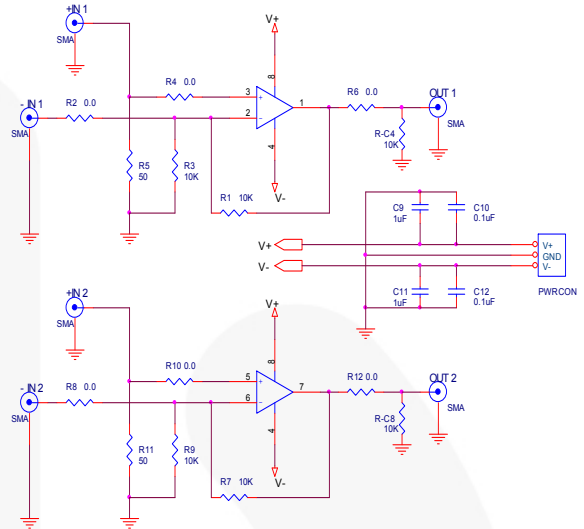 +IN 1
SMA
V+
8
R4 0.0
3
+
R6 0.0
OUT 1
- IN 1
R2 0.0
1
2
-
SMA
SMA
R-C4
10K
R5
50
R3
10K
4
R1 10K
V-
C9
1uF
C10
0.1uF
V+
V+
GND
V-
V-
C11
1uF
C12
0.1uF
PWRCON
+IN 2
SMA
V+
8
R10 0.0
5
+
R12 0.0
OUT 2
- IN 2
R8 0.0
7
6
-
SMA
SMA
R-C8
10K
R11
50
R9
10K
4
R7 10K
V-